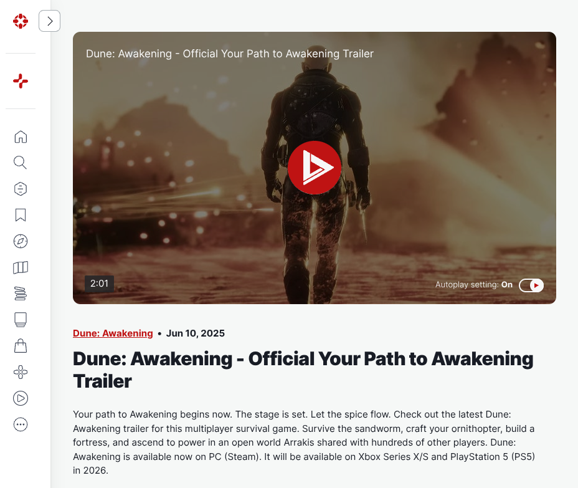 Dune: Awakening - Official Your Path to Awakening Trailer
2:01
Autoplay setting: On
Dune: Awakening • Jun 10, 2025
Dune: Awakening - Official Your Path to Awakening
Trailer
Your path to Awakening begins now. The stage is set. Let the spice flow. Check out the latest Dune:
Awakening trailer for this multiplayer survival game. Survive the sandworm, craft your ornithopter, build a
fortress, and ascend to power in an open world Arrakis shared with hundreds of other players. Dune:
Awakening is available now on PC (Steam). It will be available on Xbox Series X/S and PlayStation 5 (PS5)
in 2026.